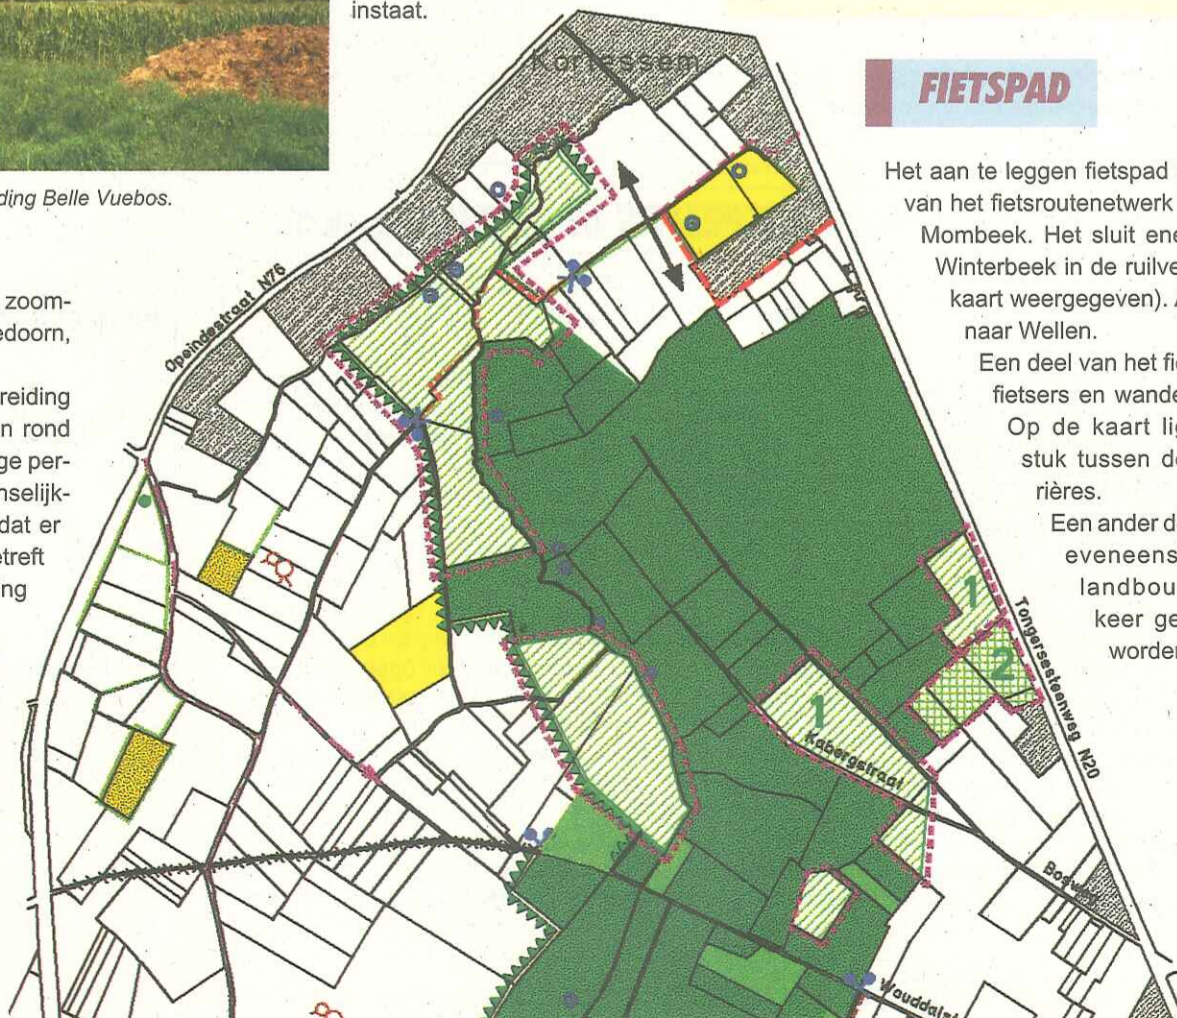 instaat.
ding Belle Vuebos.
zoom-
edoorn,
reiding
n rond
ge per-
nselijk-
dat er
etreft
ng
Kortessem
Opeindestraat N76
Tongersesteenweg N20
1
2
1
Kabergstraat
Bosweg
FIETSPAD
Het aan te leggen fietspad
van het fietsroutenetwerk
Mombeek. Het sluit ene
Winterbeek in de ruilve
kaart weergegeven). A
naar Wellen.
Een deel van het fie
fietsers en wande
Op de kaart lig
stuk tussen de
rières.
Een ander de
eveneens
landbou
keer ge
worden